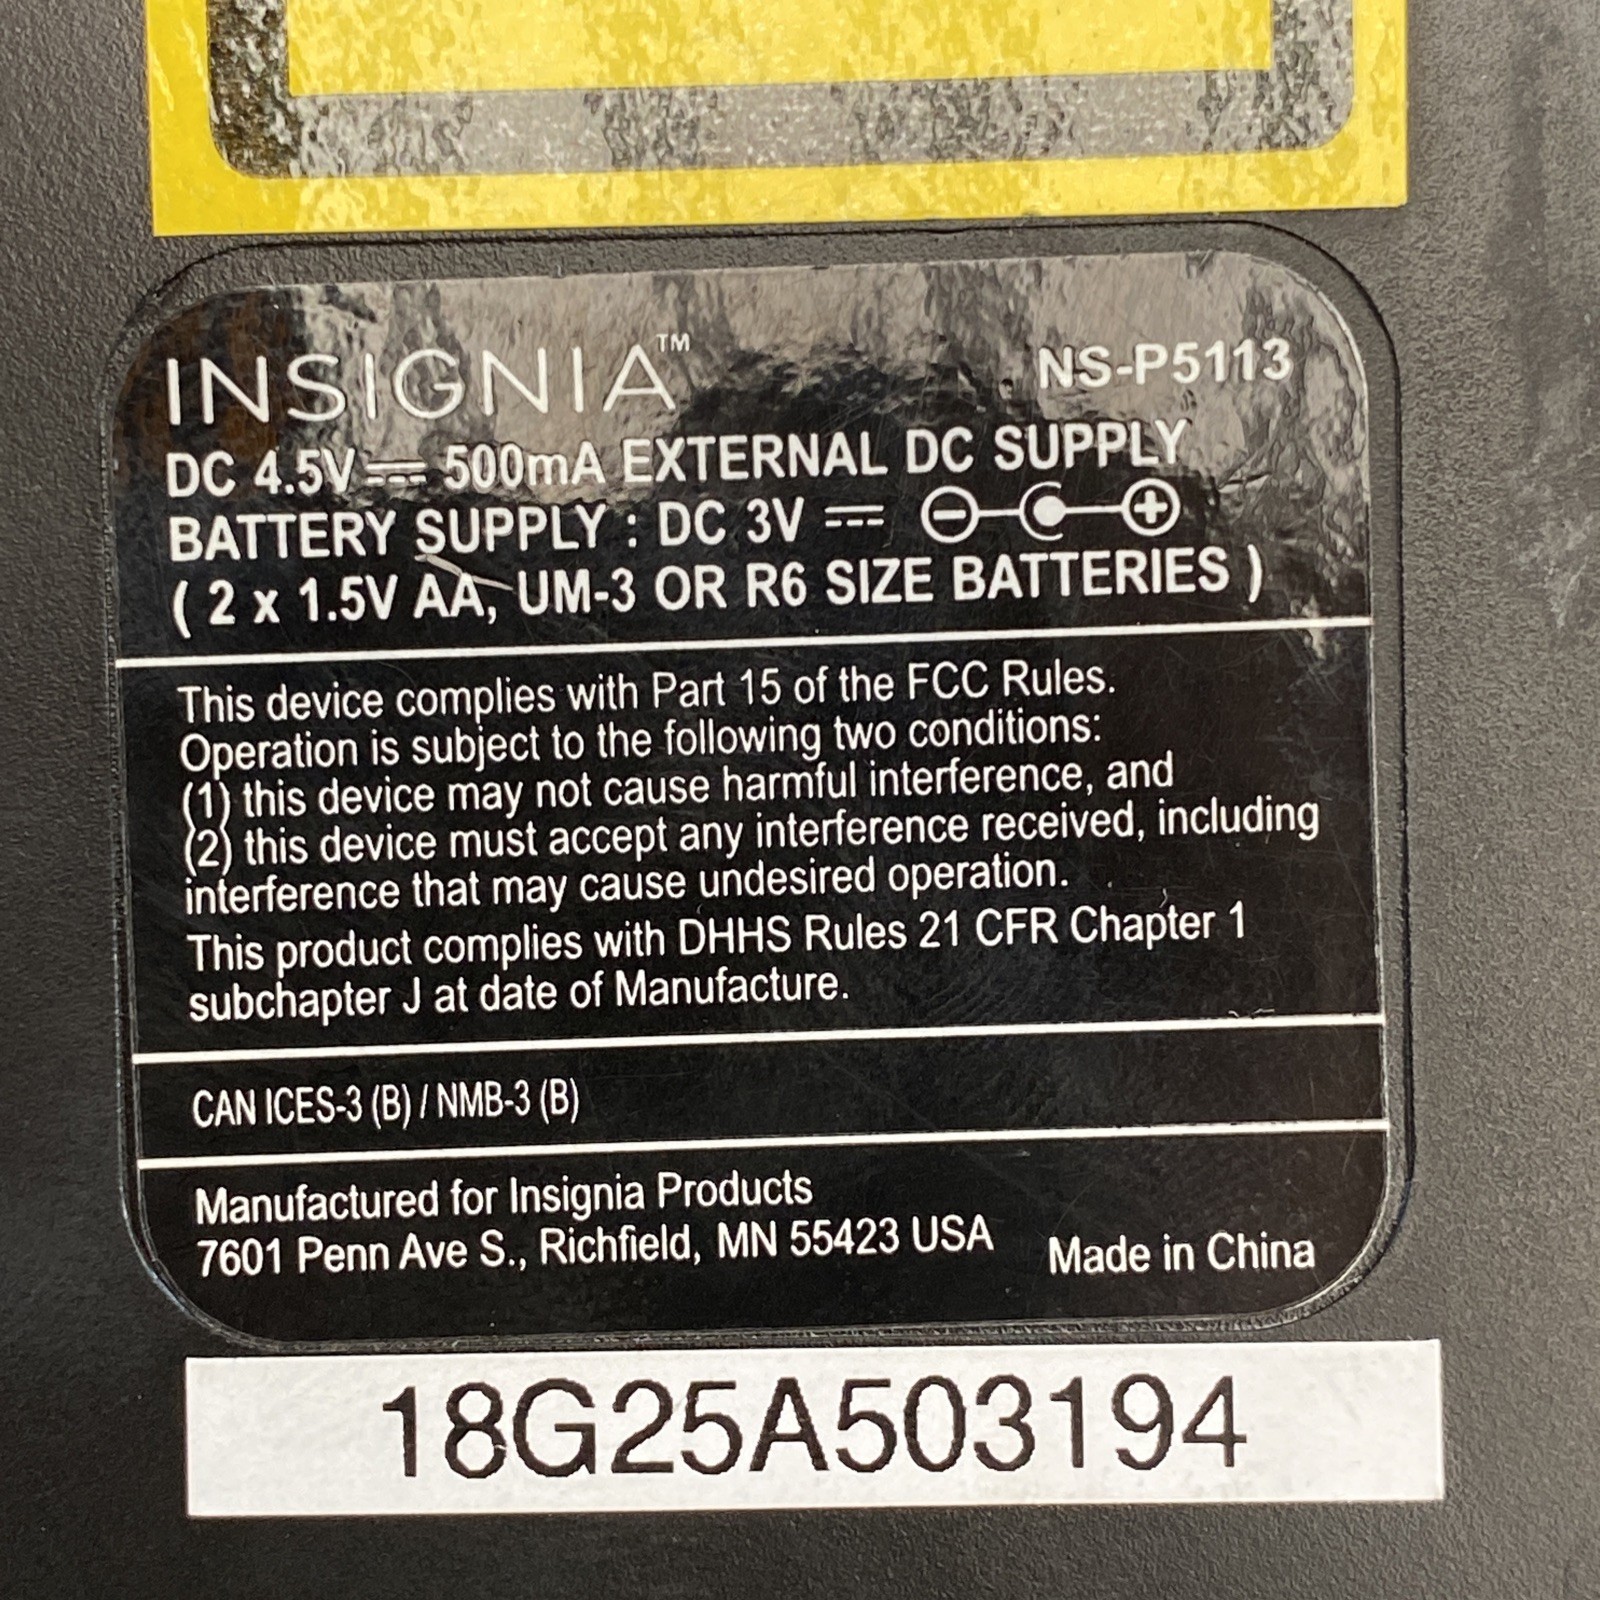 INSIGNIA™ NS-P5113
DC 4.5V ⎓ 500mA EXTERNAL DC SUPPLY
BATTERY SUPPLY : DC 3V ⎓
( 2 x 1.5V AA, UM-3 OR R6 SIZE BATTERIES )
This device complies with Part 15 of the FCC Rules.
Operation is subject to the following two conditions:
(1) this device may not cause harmful interference, and
(2) this device must accept any interference received, including
interference that may cause undesired operation.
This product complies with DHHS Rules 21 CFR Chapter 1
subchapter J at date of Manufacture.
CAN ICES-3 (B) / NMB-3 (B)
Manufactured for Insignia Products
7601 Penn Ave S., Richfield, MN 55423 USA Made in China
18G25A503194